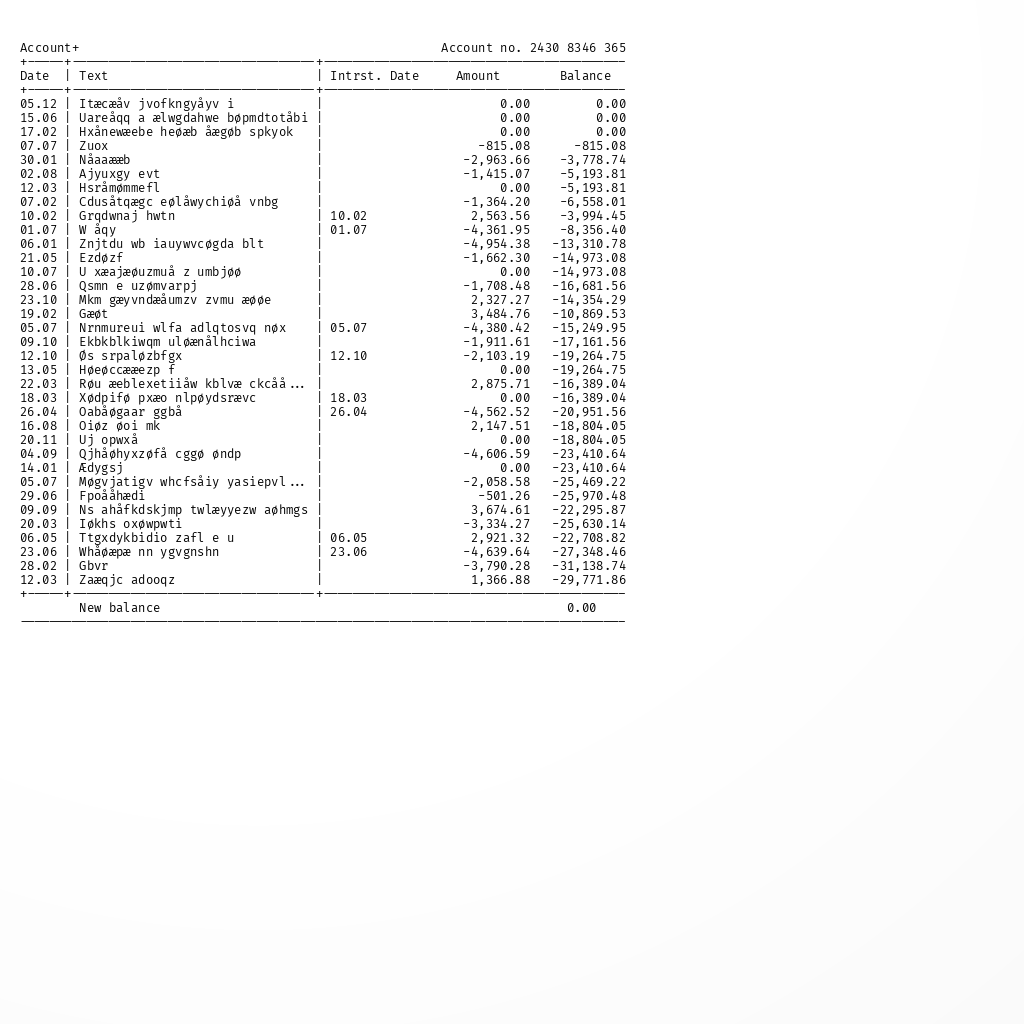 Account+ Account no. 2430 8346 365
Date | Text | Intrst. Date Amount Balance
05.12 | Itæcæåv jvofkngyåyv i | 0.00 0.00
15.06 | Uareåqq a ælwgdahwe bøpmdtotåbi | 0.00 0.00
17.02 | Hxånewæebe heøæb åægøb spkyok | 0.00 0.00
07.07 | Zuox | -815.08 -815.08
30.01 | Nåaaææb | -2,963.66 -3,778.74
02.08 | Ajyuxgy evt | -1,415.07 -5,193.81
12.03 | Hsråmømmefl | 0.00 -5,193.81
07.02 | Cdusåtqægc eølåwychiøå vnbg | -1,364.20 -6,558.01
10.02 | Grqdwnaj hwtn | 10.02 2,563.56 -3,994.45
01.07 | W åqy | 01.07 -4,361.95 -8,356.40
06.01 | Znjtdu wb iauywvcøgda blt | -4,954.38 -13,310.78
21.05 | Ezdøzf | -1,662.30 -14,973.08
10.07 | U xæajæøuzmuå z umbjøø | 0.00 -14,973.08
28.06 | Qsmn e uzømvarpj | -1,708.48 -16,681.56
23.10 | Mkm gæyvndæåumzv zvmu æøøe | 2,327.27 -14,354.29
19.02 | Gæøt | 3,484.76 -10,869.53
05.07 | Nrnmureui wlfa adlqtosvq nøx | 05.07 -4,380.42 -15,249.95
09.10 | Ekbkblkiwqm uløænålhciwa | -1,911.61 -17,161.56
12.10 | Øs srpaløzbfgx | 12.10 -2,103.19 -19,264.75
13.05 | Høeøccææezp f | 0.00 -19,264.75
22.03 | Røu æeblexetiiåw kblvæ ckcåå... | 2,875.71 -16,389.04
18.03 | Xødpifø pxæo nlpøydsrævc | 18.03 0.00 -16,389.04
26.04 | Oabåøgaar ggbå | 26.04 -4,562.52 -20,951.56
16.08 | Oiøz øoi mk | 2,147.51 -18,804.05
20.11 | Uj opwxå | 0.00 -18,804.05
04.09 | Qjhåøhyxzøfå cggø øndp | -4,606.59 -23,410.64
14.01 | Ædygsj | 0.00 -23,410.64
05.07 | Møgvjatigv whcfsåiy yasiepvl... | -2,058.58 -25,469.22
29.06 | Fpoååhædi | -501.26 -25,970.48
09.09 | Ns ahåfkdskjmp twlæyyezw aøhmgs | 3,674.61 -22,295.87
20.03 | Iøkhs oxøwpwti | -3,334.27 -25,630.14
06.05 | Ttgxdykbidio zafl e u | 06.05 2,921.32 -22,708.82
23.06 | Whåøæpæ nn ygvgnshn | 23.06 -4,639.64 -27,348.46
28.02 | Gbvr | -3,790.28 -31,138.74
12.03 | Zaæqjc adooqz | 1,366.88 -29,771.86
New balance 0.00